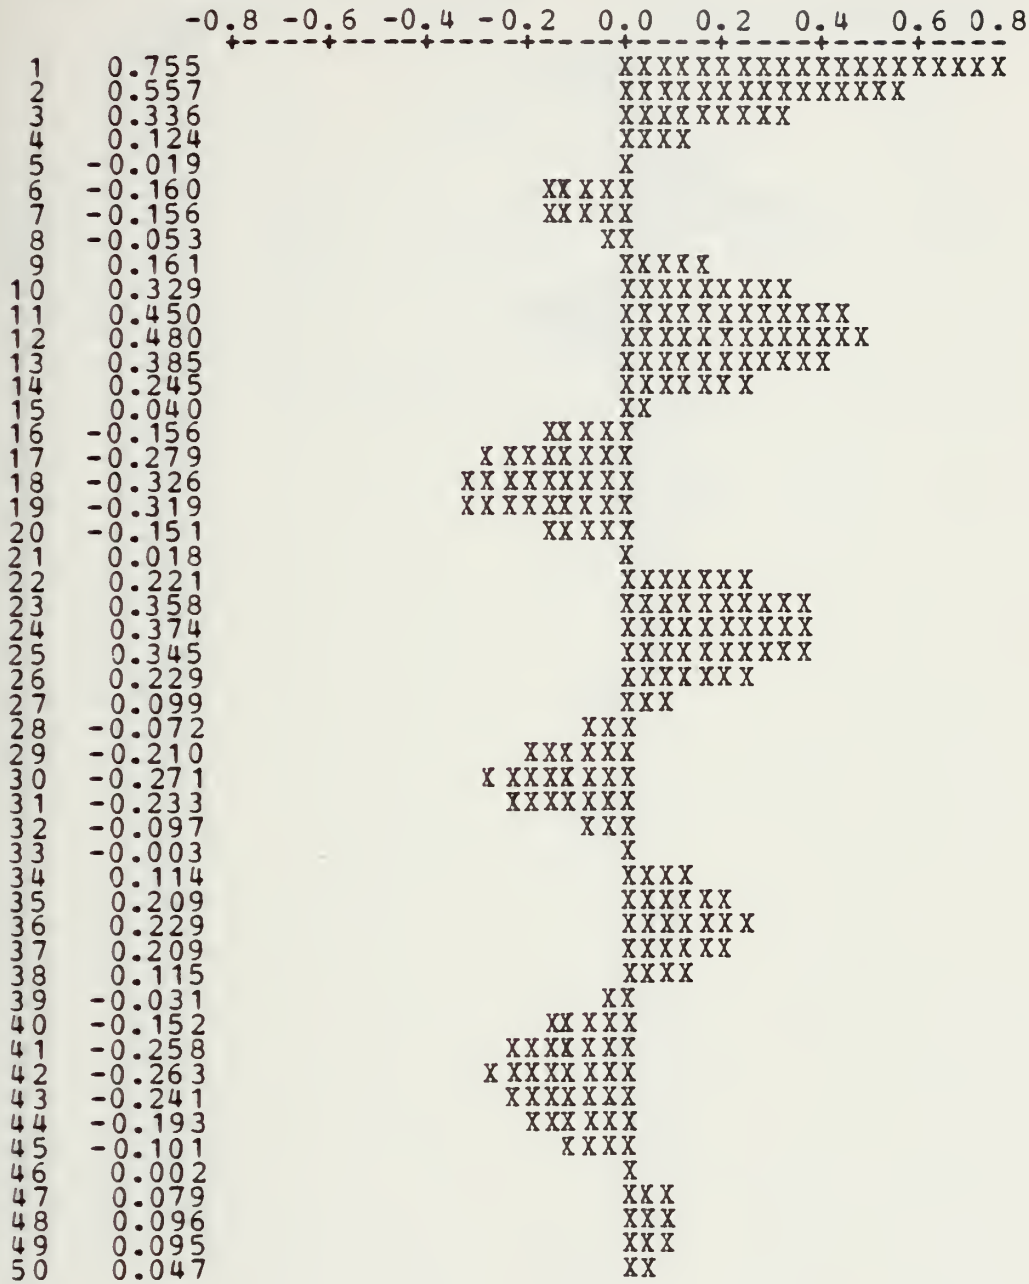 -0.8 -0.6 -0.4 -0.2 0.0 0.2 0.4 0.6 0.8
+----+----+----+----+----+----+----+----+
1 0.755 XXXXXXXXXXXXXXXXXXXX
2 0.557 XXXXXXXXXXXXXXX
3 0.336 XXXXXXXXX
4 0.124 XXXX
5 -0.019 X
6 -0.160 XXXXX
7 -0.156 XXXXX
8 -0.053 XX
9 0.161 XXXXX
10 0.329 XXXXXXXXX
11 0.450 XXXXXXXXXXXX
12 0.480 XXXXXXXXXXXXX
13 0.385 XXXXXXXXXXX
14 0.245 XXXXXXX
15 0.040 XX
16 -0.156 XXXXX
17 -0.279 XXXXXXXX
18 -0.326 XXXXXXXXX
19 -0.319 XXXXXXXXX
20 -0.151 XXXXX
21 0.018 X
22 0.221 XXXXXXX
23 0.358 XXXXXXXXXX
24 0.374 XXXXXXXXXX
25 0.345 XXXXXXXXXX
26 0.229 XXXXXXX
27 0.099 XXX
28 -0.072 XXX
29 -0.210 XXXXXX
30 -0.271 XXXXXXXX
31 -0.233 XXXXXXX
32 -0.097 XXX
33 -0.003 X
34 0.114 XXXX
35 0.209 XXXXXX
36 0.229 XXXXXXX
37 0.209 XXXXXX
38 0.115 XXXX
39 -0.031 XX
40 -0.152 XXXXX
41 -0.258 XXXXXXX
42 -0.263 XXXXXXXX
43 -0.241 XXXXXXX
44 -0.193 XXXXXX
45 -0.101 XXXX
46 0.002 X
47 0.079 XXX
48 0.096 XXX
49 0.095 XXX
50 0.047 XX